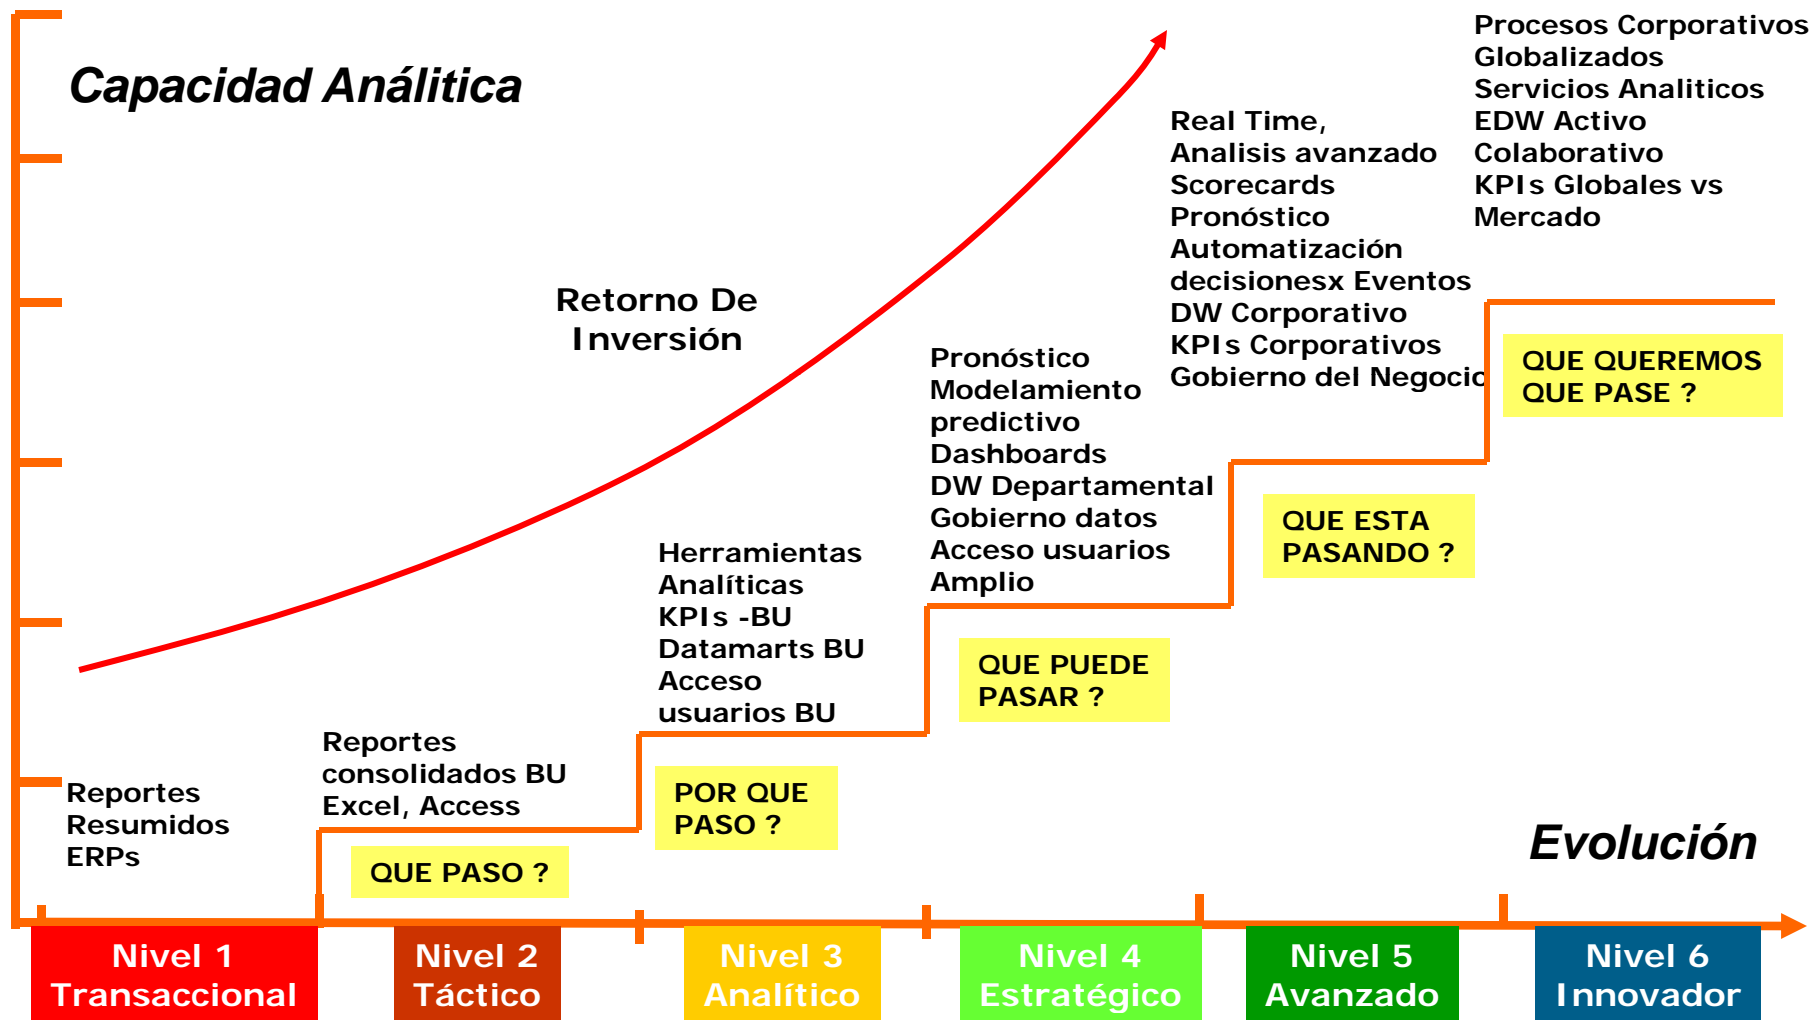 Capacidad Análitica
Retorno De
Inversión
Reportes
Resumidos
ERPs
Reportes
consolidados BU
Excel, Access
QUE PASO ?
Herramientas
Analíticas
KPIs -BU
Datamarts BU
Acceso
usuarios BU
POR QUE
PASO ?
Pronóstico
Modelamiento
predictivo
Dashboards
DW Departamental
Gobierno datos
Acceso usuarios
Amplio
QUE PUEDE
PASAR ?
Real Time,
Analisis avanzado
Scorecards
Pronóstico
Automatización
decisionesx Eventos
DW Corporativo
KPIs Corporativos
Gobierno del Negocio
QUE ESTA
PASANDO ?
Procesos Corporativos
Globalizados
Servicios Analiticos
EDW Activo
Colaborativo
KPIs Globales vs
Mercado
QUE QUEREMOS
QUE PASE ?
Evolución
Nivel 1
Transaccional
Nivel 2
Táctico
Nivel 3
Analítico
Nivel 4
Estratégico
Nivel 5
Avanzado
Nivel 6
Innovador